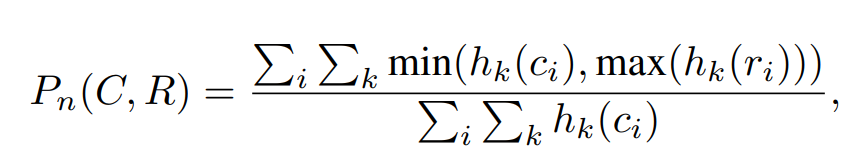 P_n(C, R) = \frac{\sum_i \sum_k \min(h_k(c_i), \max(h_k(r_i)))}{\sum_i \sum_k h_k(c_i)},